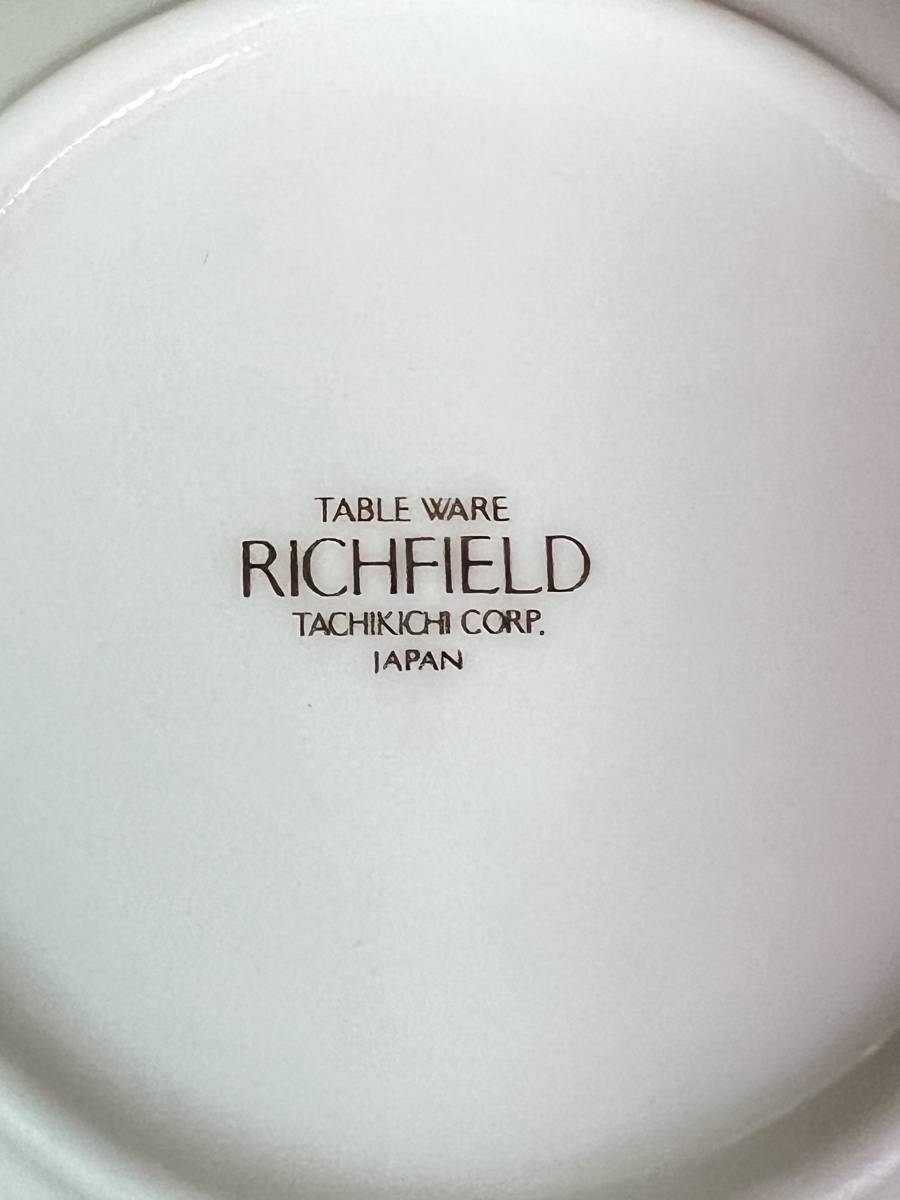 TABLE WARE
RICHFIELD
TACHIKICHI CORP.
JAPAN